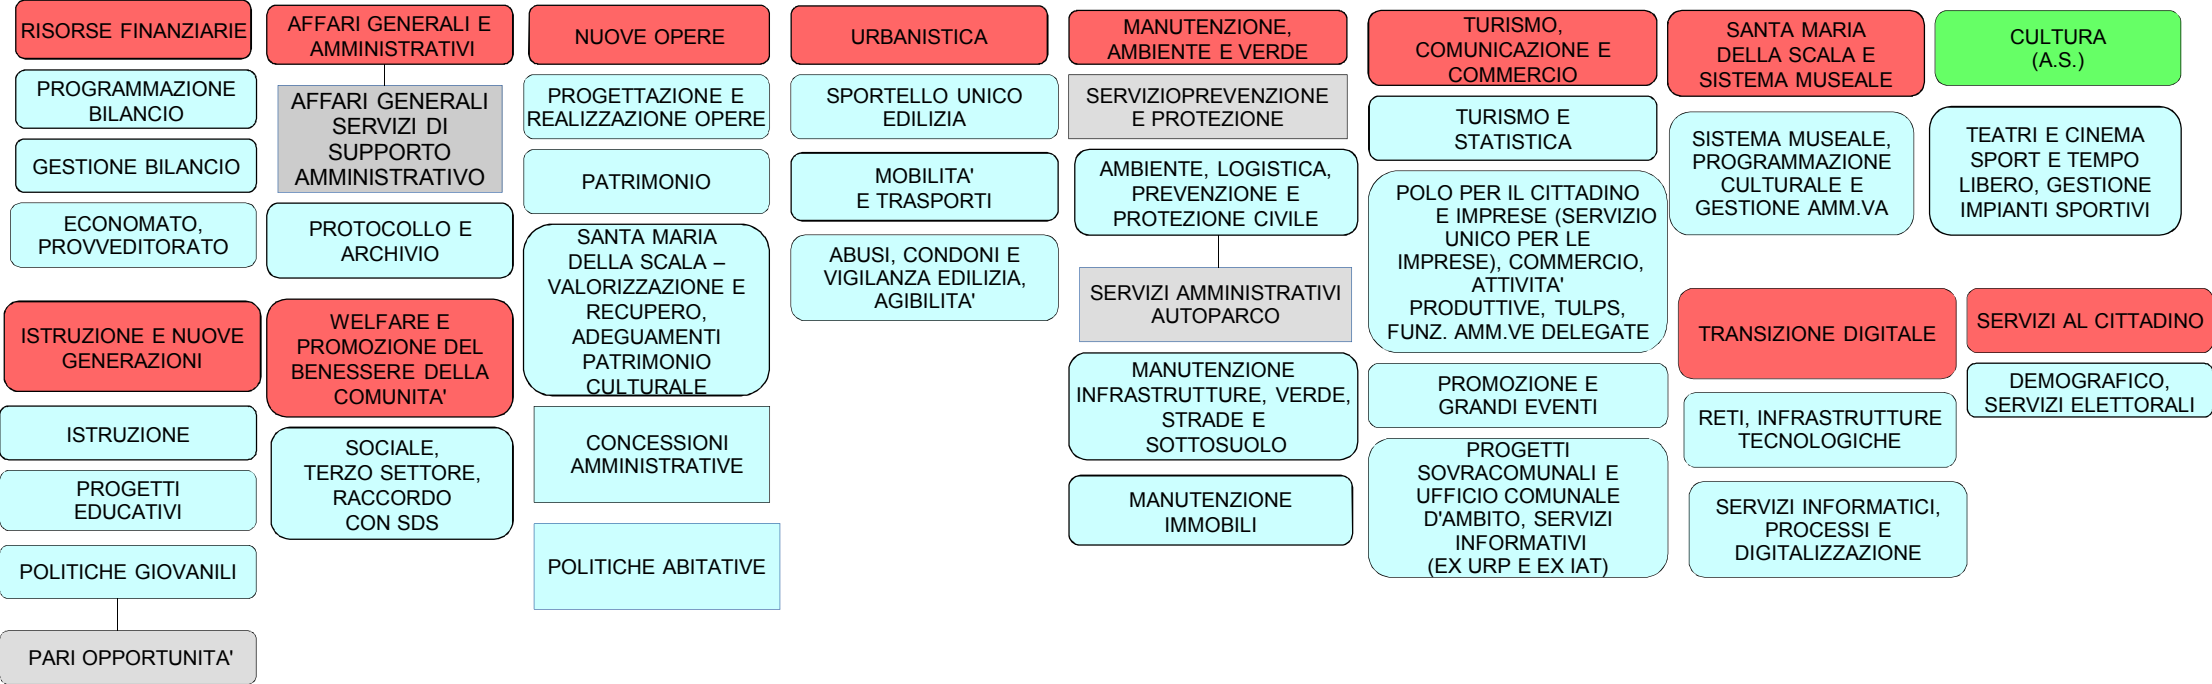 RISORSE FINANZIARIE
PROGRAMMAZIONE
BILANCIO
GESTIONE BILANCIO
ECONOMATO,
PROVVEDITORATO
ISTRUZIONE E NUOVE
GENERAZIONI
ISTRUZIONE
PROGETTI
EDUCATIVI
POLITICHE GIOVANILI
PARI OPPORTUNITA'
AFFARI GENERALI E
AMMINISTRATIVI
AFFARI GENERALI
SERVIZI DI
SUPPORTO
AMMINISTRATIVO
PROTOCOLLO E
ARCHIVIO
WELFARE E
PROMOZIONE DEL
BENESSERE DELLA
COMUNITA'
SOCIALE,
TERZO SETTORE,
RACCORDO
CON SDS
NUOVE OPERE
PROGETTAZIONE E
REALIZZAZIONE OPERE
PATRIMONIO
SANTA MARIA
DELLA SCALA –
VALORIZZAZIONE E
RECUPERO,
ADEGUAMENTI
PATRIMONIO
CULTURALE
CONCESSIONI
AMMINISTRATIVE
POLITICHE ABITATIVE
URBANISTICA
SPORTELLO UNICO
EDILIZIA
MOBILITA'
E TRASPORTI
ABUSI, CONDONI E
VIGILANZA EDILIZIA,
AGIBILITA'
MANUTENZIONE,
AMBIENTE E VERDE
SERVIZIOPREVENZIONE
E PROTEZIONE
AMBIENTE, LOGISTICA,
PREVENZIONE E
PROTEZIONE CIVILE
SERVIZI AMMINISTRATIVI
AUTOPARCO
MANUTENZIONE
INFRASTRUTTURE, VERDE,
STRADE E
SOTTOSUOLO
MANUTENZIONE
IMMOBILI
TURISMO,
COMUNICAZIONE E
COMMERCIO
TURISMO E
STATISTICA
POLO PER IL CITTADINO
E IMPRESE (SERVIZIO
UNICO PER LE
IMPRESE), COMMERCIO,
ATTIVITA'
PRODUTTIVE, TULPS,
FUNZ. AMM.VE DELEGATE
PROMOZIONE E
GRANDI EVENTI
PROGETTI
SOVRACOMUNALI E
UFFICIO COMUNALE
D'AMBITO, SERVIZI
INFORMATIVI
(EX URP E EX IAT)
SANTA MARIA
DELLA SCALA E
SISTEMA MUSEALE
SISTEMA MUSEALE,
PROGRAMMAZIONE
CULTURALE E
GESTIONE AMM.VA
TRANSIZIONE DIGITALE
RETI, INFRASTRUTTURE
TECNOLOGICHE
SERVIZI INFORMATICI,
PROCESSI E
DIGITALIZZAZIONE
CULTURA
(A.S.)
TEATRI E CINEMA
SPORT E TEMPO
LIBERO, GESTIONE
IMPIANTI SPORTIVI
SERVIZI AL CITTADINO
DEMOGRAFICO,
SERVIZI ELETTORALI